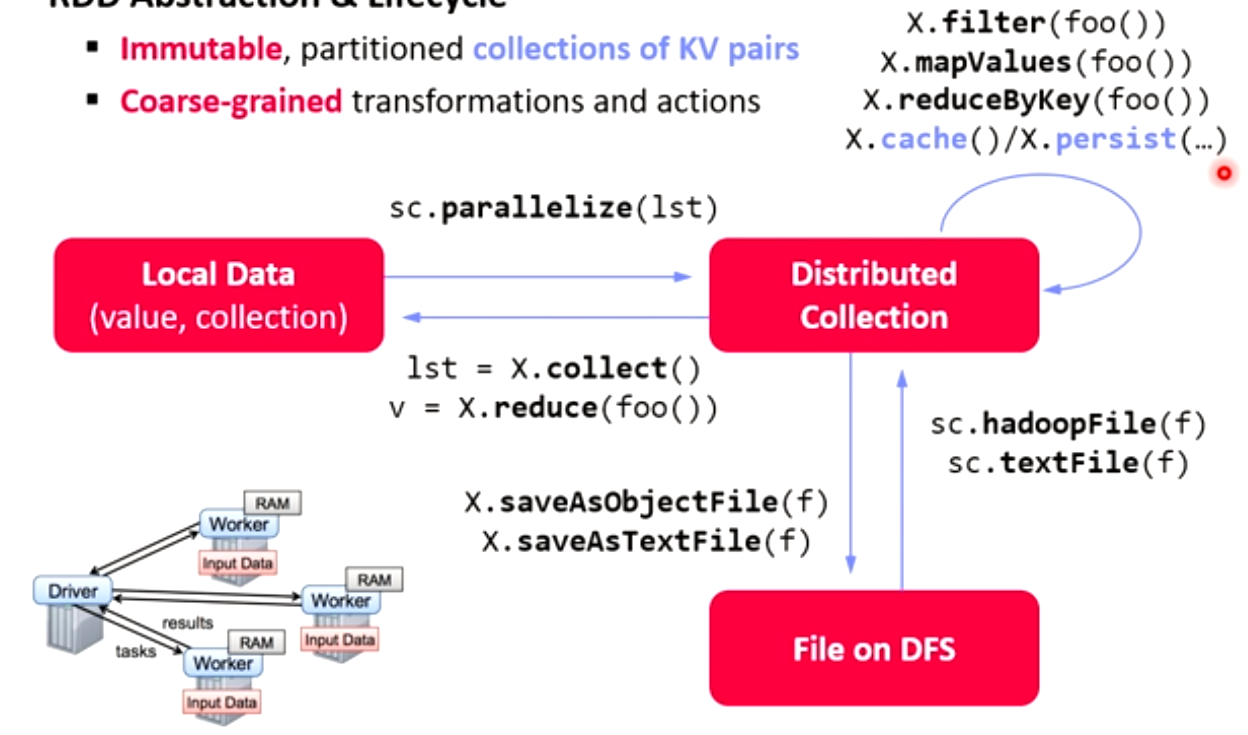 RDD Abstraction & Lifecycle
▪ Immutable, partitioned collections of KV pairs
▪ Coarse-grained transformations and actions
X.filter(foo())
X.mapValues(foo())
X.reduceByKey(foo())
X.cache()/X.persist(…)
sc.parallelize(lst)
Local Data
(value, collection)
Distributed
Collection
lst = X.collect()
v = X.reduce(foo())
sc.hadoopFile(f)
sc.textFile(f)
X.saveAsObjectFile(f)
X.saveAsTextFile(f)
File on DFS
RAM
Worker
Input Data
Driver
RAM
Worker
Input Data
results
tasks
RAM
Worker
Input Data